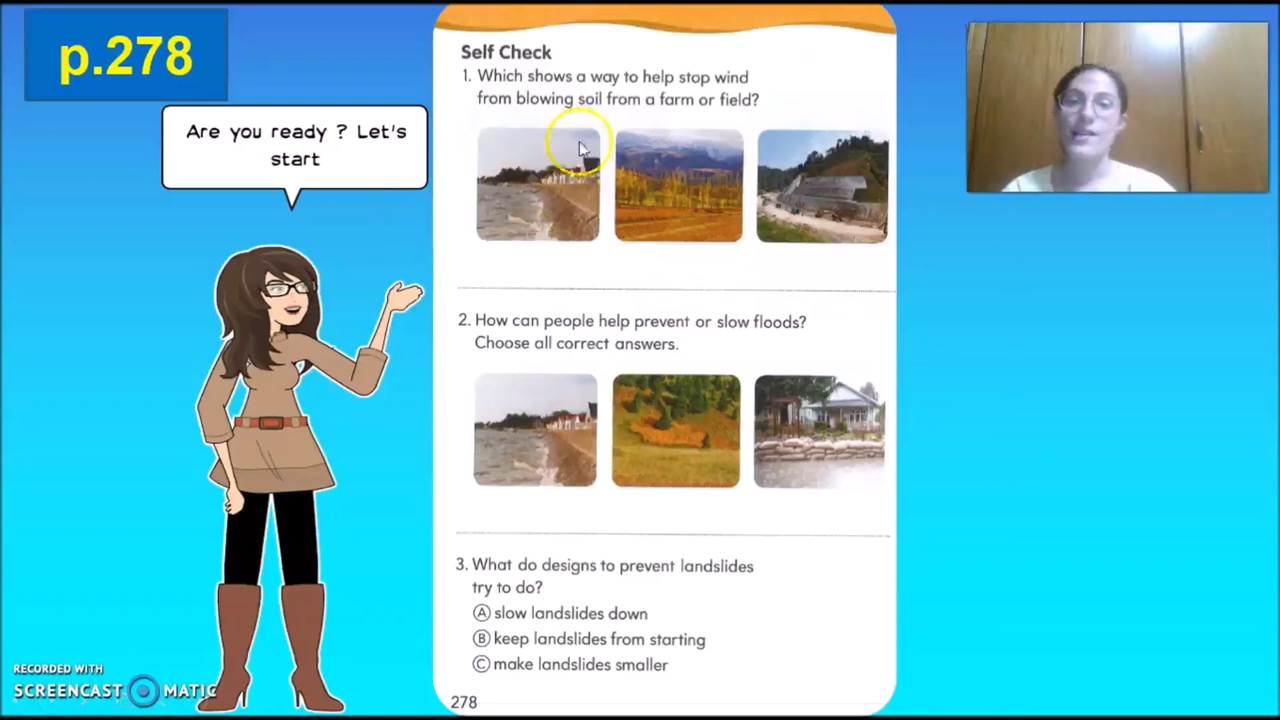 p.278
Are you ready ? Let's
start
Self Check
1. Which shows a way to help stop wind
from blowing soil from a farm or field?
2. How can people help prevent or slow floods?
Choose all correct answers.
3. What do designs to prevent landslides
try to do?
A slow landslides down
B keep landslides from starting
C make landslides smaller
278
RECORDED WITH
SCREENCAST MATIC